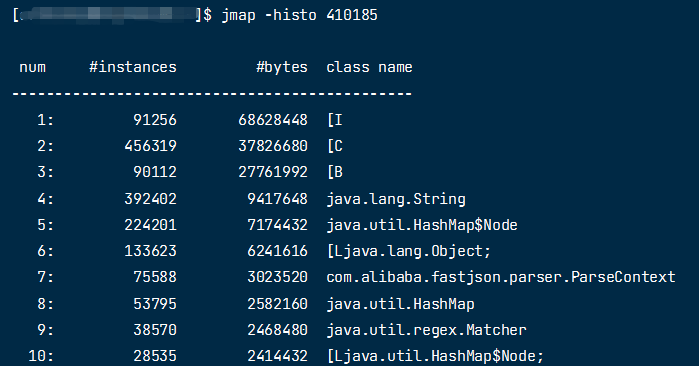 [ ]$ jmap -histo 410185
num #instances #bytes class name
----------------------------------------------
1: 91256 68628448 [I
2: 456319 37826680 [C
3: 90112 27761992 [B
4: 392402 9417648 java.lang.String
5: 224201 7174432 java.util.HashMap$Node
6: 133623 6241616 [Ljava.lang.Object;
7: 75588 3023520 com.alibaba.fastjson.parser.ParseContext
8: 53795 2582160 java.util.HashMap
9: 38570 2468480 java.util.regex.Matcher
10: 28535 2414432 [Ljava.util.HashMap$Node;